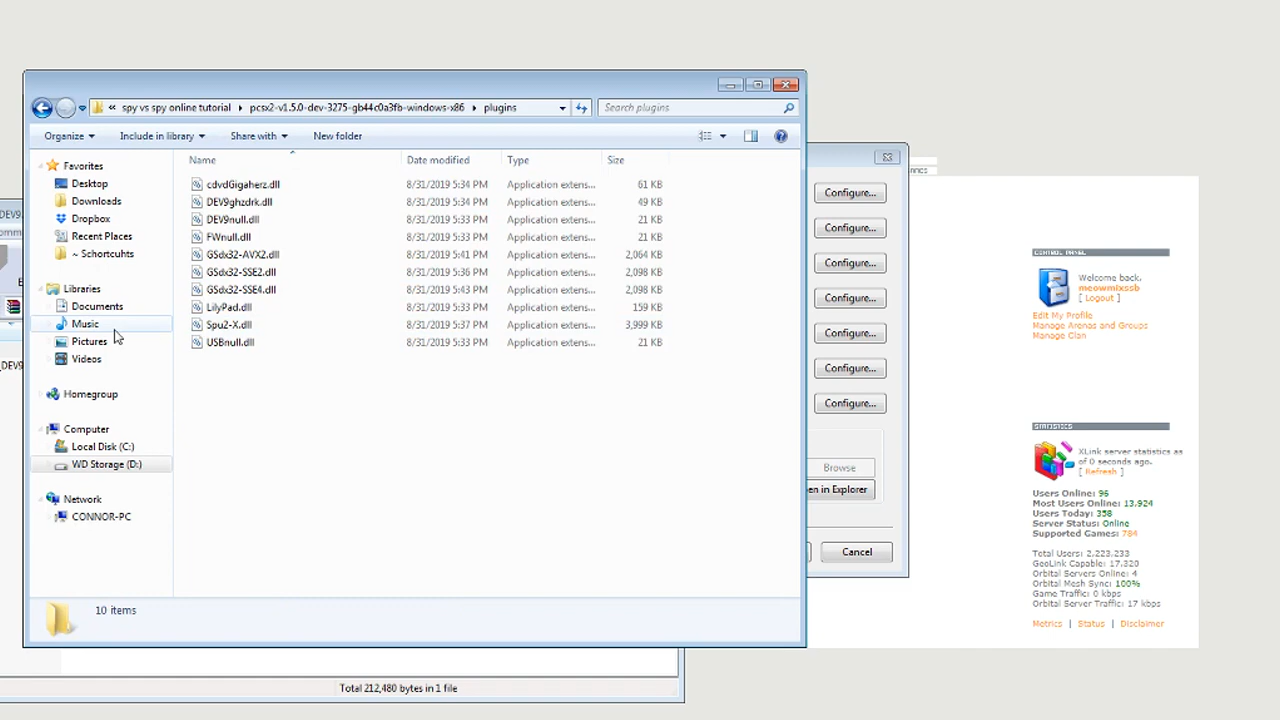 « spy vs spy online tutorial ▸ pcsx2-v1.5.0-dev-3275-gb44c0a3fb-windows-x86 ▸ plugins
Search plugins
Organize
Include in library
Share with
New folder
Favorites
Desktop
Downloads
Dropbox
Recent Places
~ Schortcuhts
Libraries
Documents
Music
Pictures
Videos
Homegroup
Computer
Local Disk (C:)
WD Storage (D:)
Network
CONNOR-PC
Name Date modified Type Size
cdvdGigaherz.dll 8/31/2019 5:34 PM Application extens... 61 KB
DEV9ghzdrk.dll 8/31/2019 5:34 PM Application extens... 49 KB
DEV9null.dll 8/31/2019 5:33 PM Application extens... 21 KB
FWnull.dll 8/31/2019 5:33 PM Application extens... 21 KB
GSdx32-AVX2.dll 8/31/2019 5:41 PM Application extens... 2,064 KB
GSdx32-SSE2.dll 8/31/2019 5:36 PM Application extens... 2,098 KB
GSdx32-SSE4.dll 8/31/2019 5:43 PM Application extens... 2,098 KB
LilyPad.dll 8/31/2019 5:33 PM Application extens... 159 KB
Spu2-X.dll 8/31/2019 5:37 PM Application extens... 3,999 KB
USBnull.dll 8/31/2019 5:33 PM Application extens... 21 KB
10 items
_DEV9
Total 212,480 bytes in 1 file
Configure...
Configure...
Configure...
Configure...
Configure...
Configure...
Configure...
Browse
en in Explorer
Cancel
CONTROL PANEL
Welcome back,
meowmixssb
[ Logout ]
Edit My Profile
Manage Arenas and Groups
Manage Clan
STATISTICS
XLink server statistics as
of 0 seconds ago.
[ Refresh ]
Users Online: 96
Most Users Online: 13,924
Users Today: 358
Server Status: Online
Supported Games: 784
Total Users: 2,223,233
GeoLink Capable: 17,320
Orbital Servers Online: 4
Orbital Mesh Sync: 100%
Game Traffic: 0 kbps
Orbital Server Traffic: 17 kbps
Metrics | Status | Disclaimer